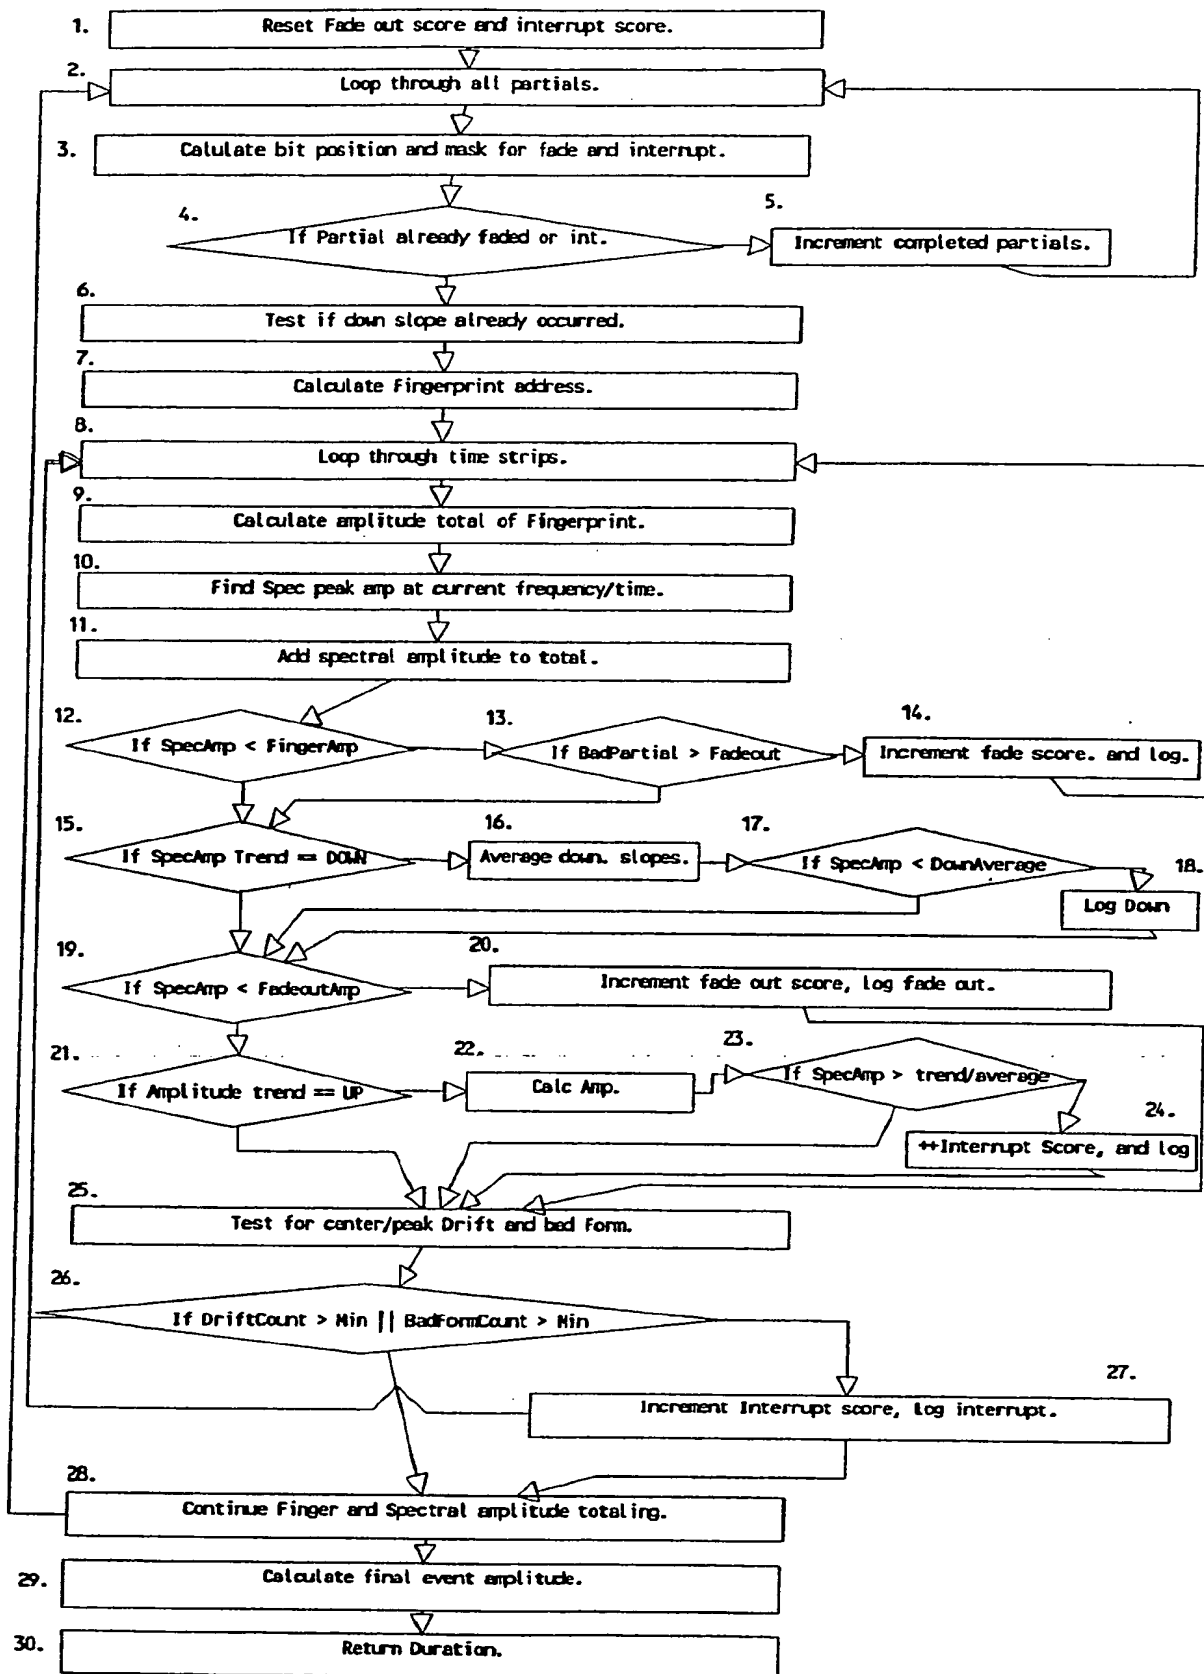 1. Reset Fade out score and interrupt score.
2. Loop through all partials.
3. Calulate bit position and mask for fade and interrupt.
4. If Partial already faded or int.
5. Increment completed partials.
6. Test if down slope already occurred.
7. Calculate Fingerprint address.
8. Loop through time strips.
9. Calculate amplitude total of Fingerprint.
10. Find Spec peak amp at current frequency/time.
11. Add spectral amplitude to total.
12. If SpecAmp < FingerAmp
13. If BadPartial > Fadeout
14. Increment fade score. and log.
15. If SpecAmp Trend == DOWN
16. Average down. slopes.
17. If SpecAmp < DownAverage
18. Log Down
19. If SpecAmp < FadeoutAmp
20. Increment fade out score, log fade out.
21. If Amplitude trend == UP
22. Calc Amp.
23. If SpecAmp > trend/average
24. ++Interrupt Score, and log
25. Test for center/peak Drift and bad Form.
26. If DriftCount > Min || BadFormCount > Min
27. Increment Interrupt score, log interrupt.
28. Continue Finger and Spectral amplitude totaling.
29. Calculate final event amplitude.
30. Return Duration.